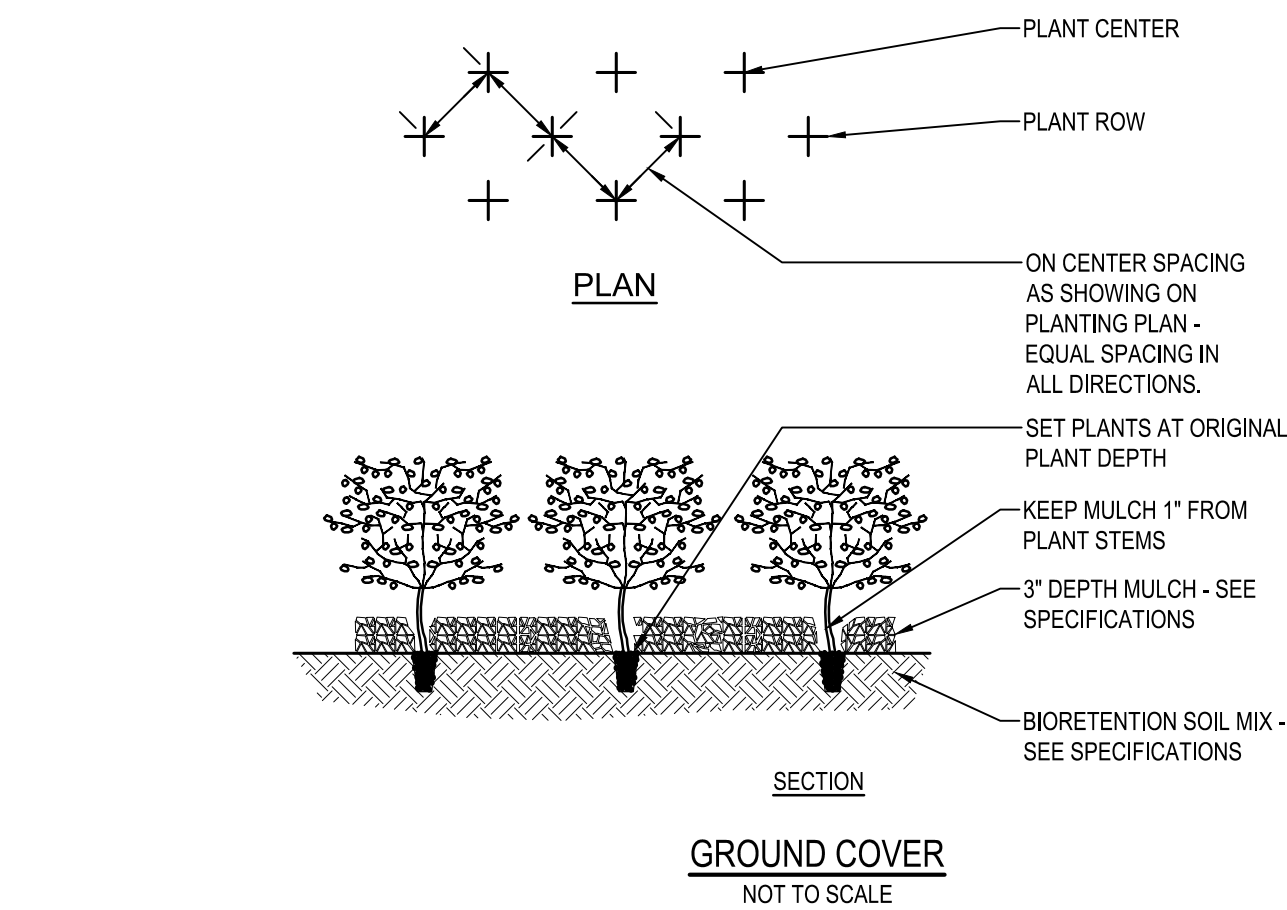 PLANT CENTER
PLANT ROW
ON CENTER SPACING
AS SHOWING ON
PLANTING PLAN -
EQUAL SPACING IN
ALL DIRECTIONS.
PLAN
SET PLANTS AT ORIGINAL
PLANT DEPTH
KEEP MULCH 1" FROM
PLANT STEMS
3" DEPTH MULCH - SEE
SPECIFICATIONS
BIORETENTION SOIL MIX -
SEE SPECIFICATIONS
SECTION
GROUND COVER
NOT TO SCALE